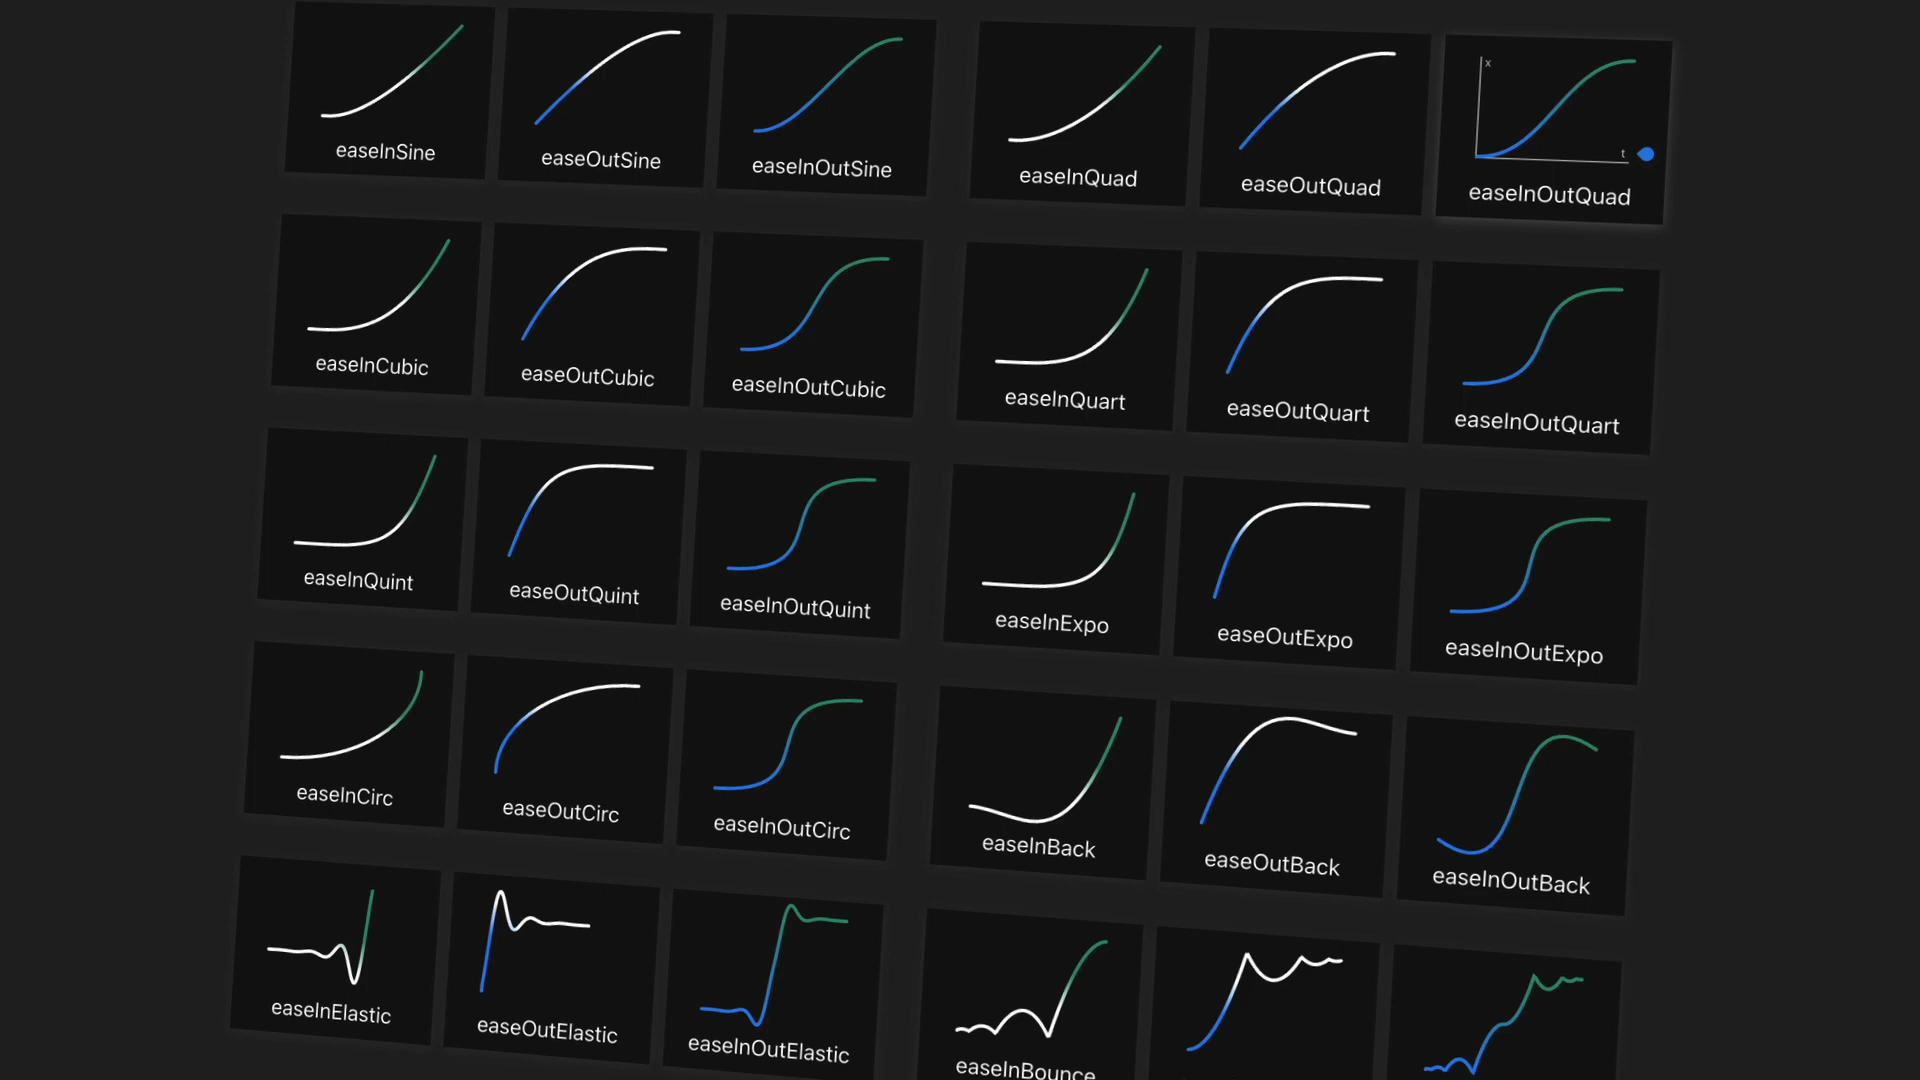 easeInSine
easeOutSine
easeInOutSine
easeInQuad
easeOutQuad
x
t
easeInOutQuad
easeInCubic
easeOutCubic
easeInOutCubic
easeInQuart
easeOutQuart
easeInOutQuart
easeInQuint
easeOutQuint
easeInOutQuint
easeInExpo
easeOutExpo
easeInOutExpo
easeInCirc
easeOutCirc
easeInOutCirc
easeInBack
easeOutBack
easeInOutBack
easeInElastic
easeOutElastic
easeInOutElastic
easeInBounce